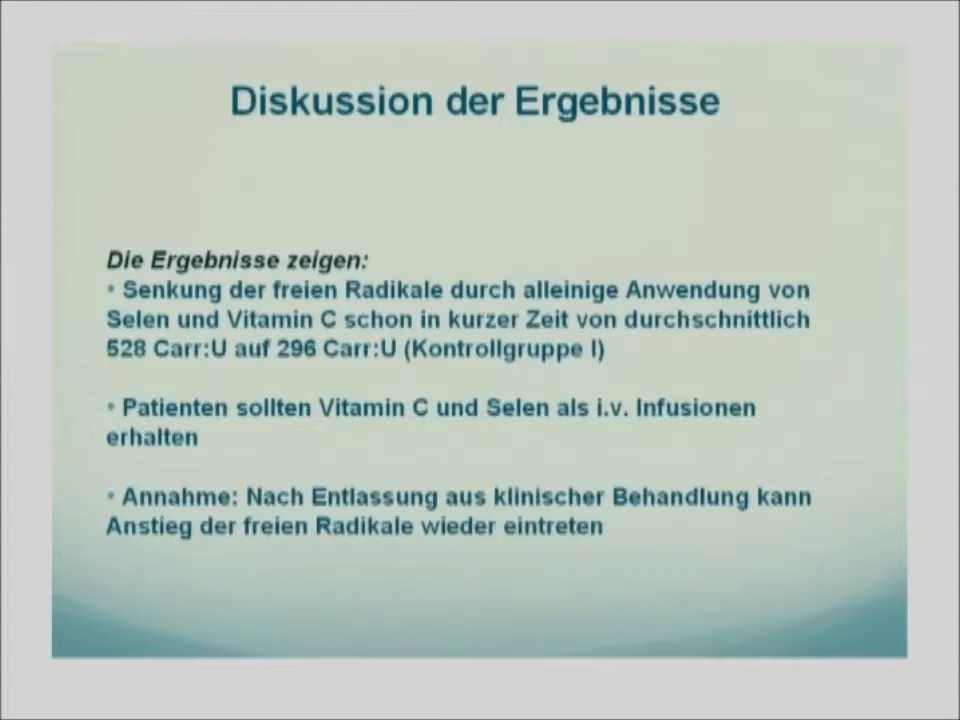 Diskussion der Ergebnisse
Die Ergebnisse zeigen:
• Senkung der freien Radikale durch alleinige Anwendung von
Selen und Vitamin C schon in kurzer Zeit von durchschnittlich
528 Carr:U auf 296 Carr:U (Kontrollgruppe I)
• Patienten sollten Vitamin C und Selen als i.v. Infusionen
erhalten
• Annahme: Nach Entlassung aus klinischer Behandlung kann
Anstieg der freien Radikale wieder eintreten